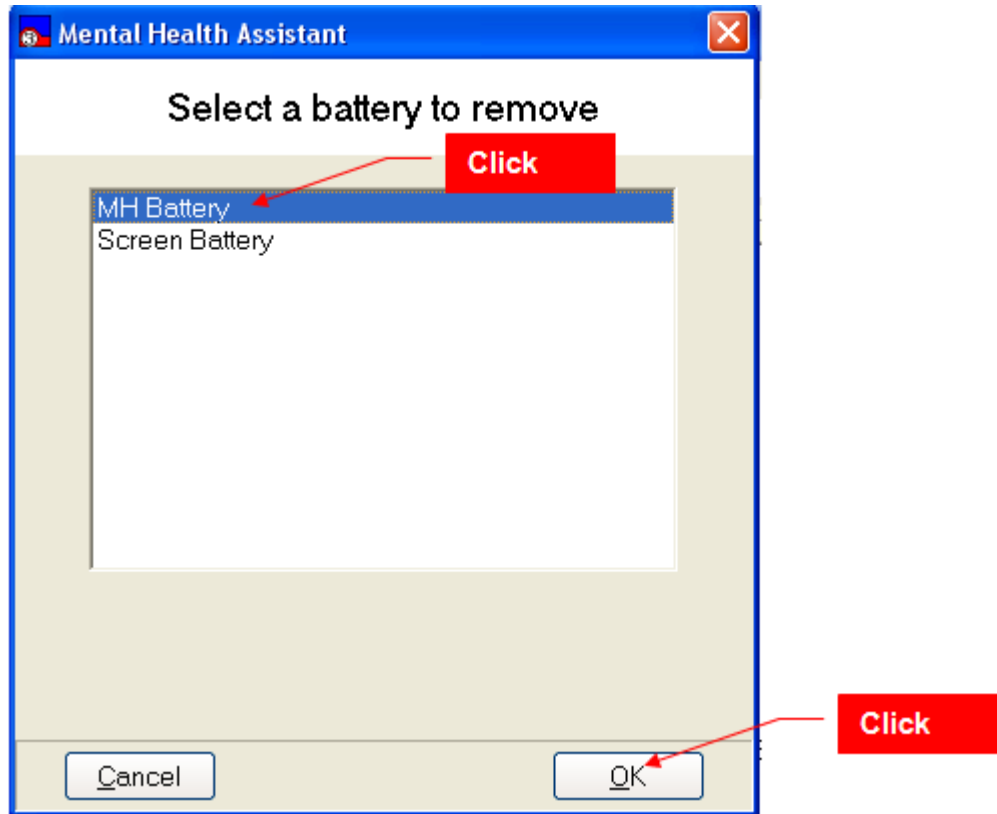 Mental Health Assistant
Select a battery to remove
Click
MH Battery
Screen Battery
Click
Cancel
OK